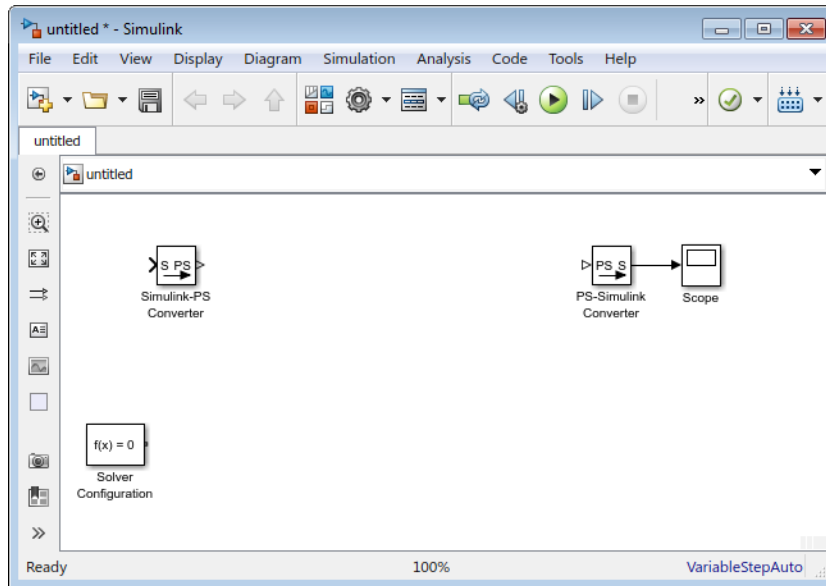 untitled * - Simulink
File Edit View Display Diagram Simulation Analysis Code Tools Help
»
untitled
untitled
S PS
Simulink-PS
Converter
PS S
PS-Simulink
Converter
Scope
f(x) = 0
Solver
Configuration
»
Ready 100% VariableStepAuto